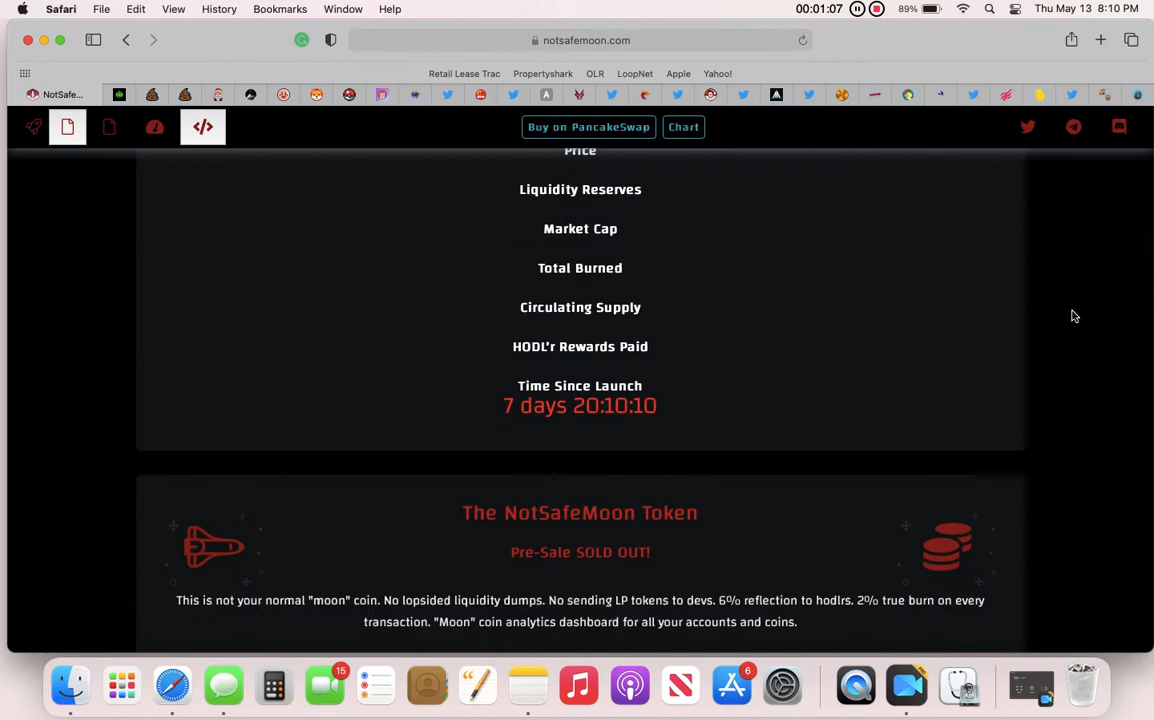 Safari File Edit View History Bookmarks Window Help 00:01:07 89% Thu May 13 8:10 PM
notsafemoon.com
Retail Lease Trac Propertyshark OLR LoopNet Apple Yahoo!
NotSafe...
Buy on PancakeSwap Chart
Price
Liquidity Reserves
Market Cap
Total Burned
Circulating Supply
HODL'r Rewards Paid
Time Since Launch
7 days 20:10:10
The NotSafeMoon Token
Pre-Sale SOLD OUT!
This is not your normal "moon" coin. No lopsided liquidity dumps. No sending LP tokens to devs. 6% reflection to hodlrs. 2% true burn on every
transaction. "Moon" coin analytics dashboard for all your accounts and coins.
15
6